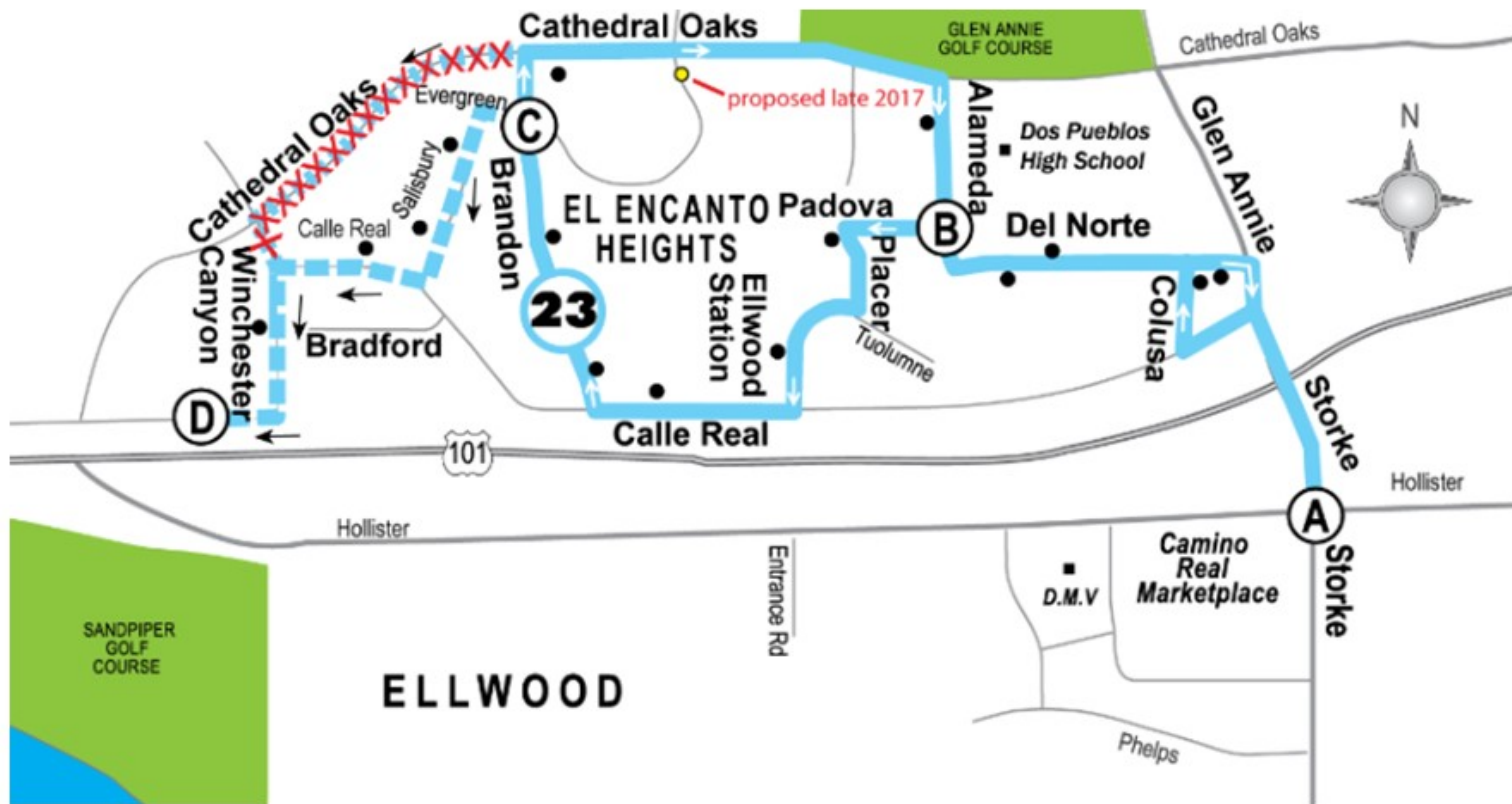 Cathedral Oaks
GLEN ANNIE
GOLF COURSE
Cathedral Oaks
Cathedral Oaks
Evergreen
proposed late 2017
Alameda
Glen Annie
N
C
Dos Pueblos
High School
Salisbury
Brandon
Cathedral Oaks
EL ENCANTO
HEIGHTS
Padova
B
Del Norte
Calle Real
Winchester
Canyon
Placer
Ellwood
Station
Colusa
23
Bradford
Tuolumne
D
Calle Real
Storke
101
Hollister
A
Hollister
Entrance Rd
Camino
Real
Marketplace
D.M.V
Storke
SANDPIPER
GOLF
COURSE
ELLWOOD
Phelps